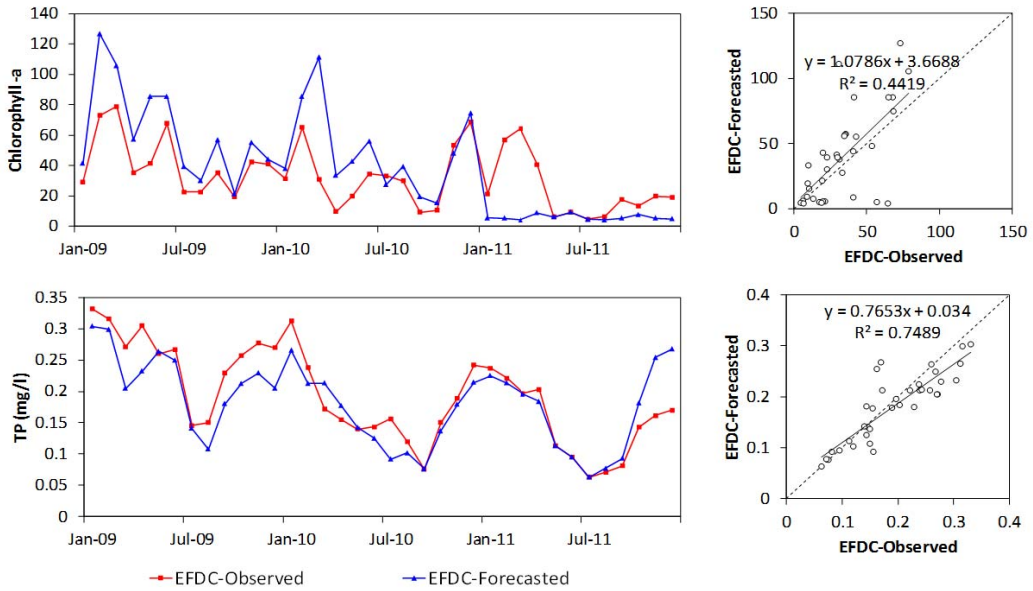 Chlorophyll-a
140
120
100
80
60
40
20
0
Jan-09
Jul-09
Jan-10
Jul-10
Jan-11
Jul-11
EFDC-Forecasted
150
100
50
0
y = 1.0786x + 3.6688
R² = 0.4419
0
50
100
150
EFDC-Observed
TP (mg/l)
0.35
0.3
0.25
0.2
0.15
0.1
0.05
0
Jan-09
Jul-09
Jan-10
Jul-10
Jan-11
Jul-11
EFDC-Forecasted
0.4
0.3
0.2
0.1
0
y = 0.7653x + 0.034
R² = 0.7489
0
0.1
0.2
0.3
0.4
EFDC-Observed
EFDC-Observed
EFDC-Forecasted